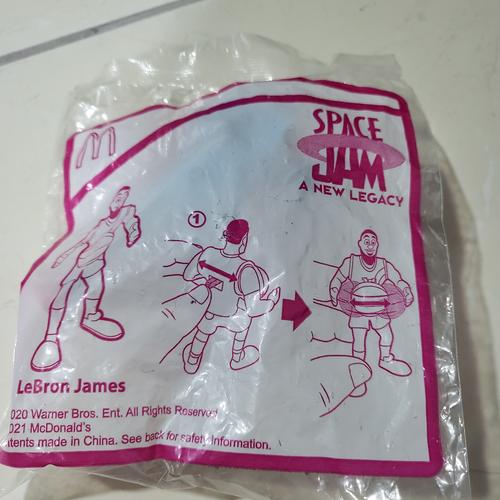 SPACE
JAM
A NEW LEGACY
1
LeBron James
020 Warner Bros. Ent. All Rights Reserved
021 McDonald's
tents made in China. See back for safety information.